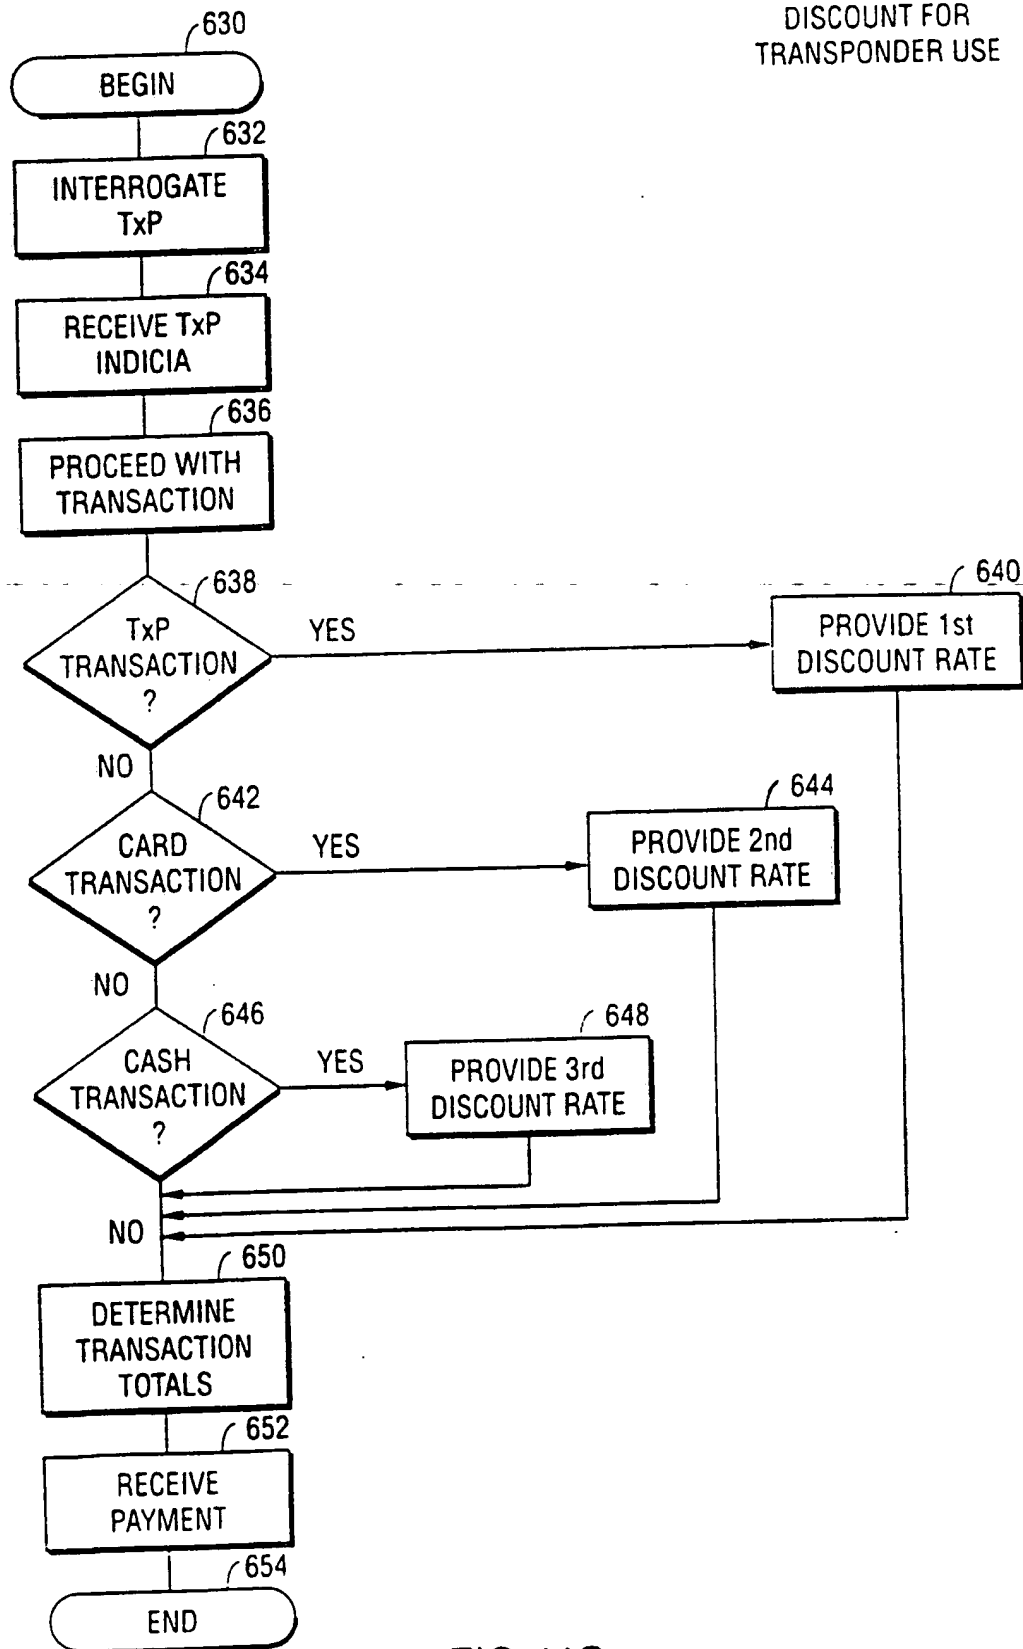 DISCOUNT FOR
TRANSPONDER USE
630
BEGIN
632
INTERROGATE
TxP
634
RECEIVE TxP
INDICIA
636
PROCEED WITH
TRANSACTION
638
TxP
TRANSACTION
?
YES
640
PROVIDE 1st
DISCOUNT RATE
NO
642
CARD
TRANSACTION
?
YES
644
PROVIDE 2nd
DISCOUNT RATE
NO
646
CASH
TRANSACTION
?
YES
648
PROVIDE 3rd
DISCOUNT RATE
NO
650
DETERMINE
TRANSACTION
TOTALS
652
RECEIVE
PAYMENT
654
END